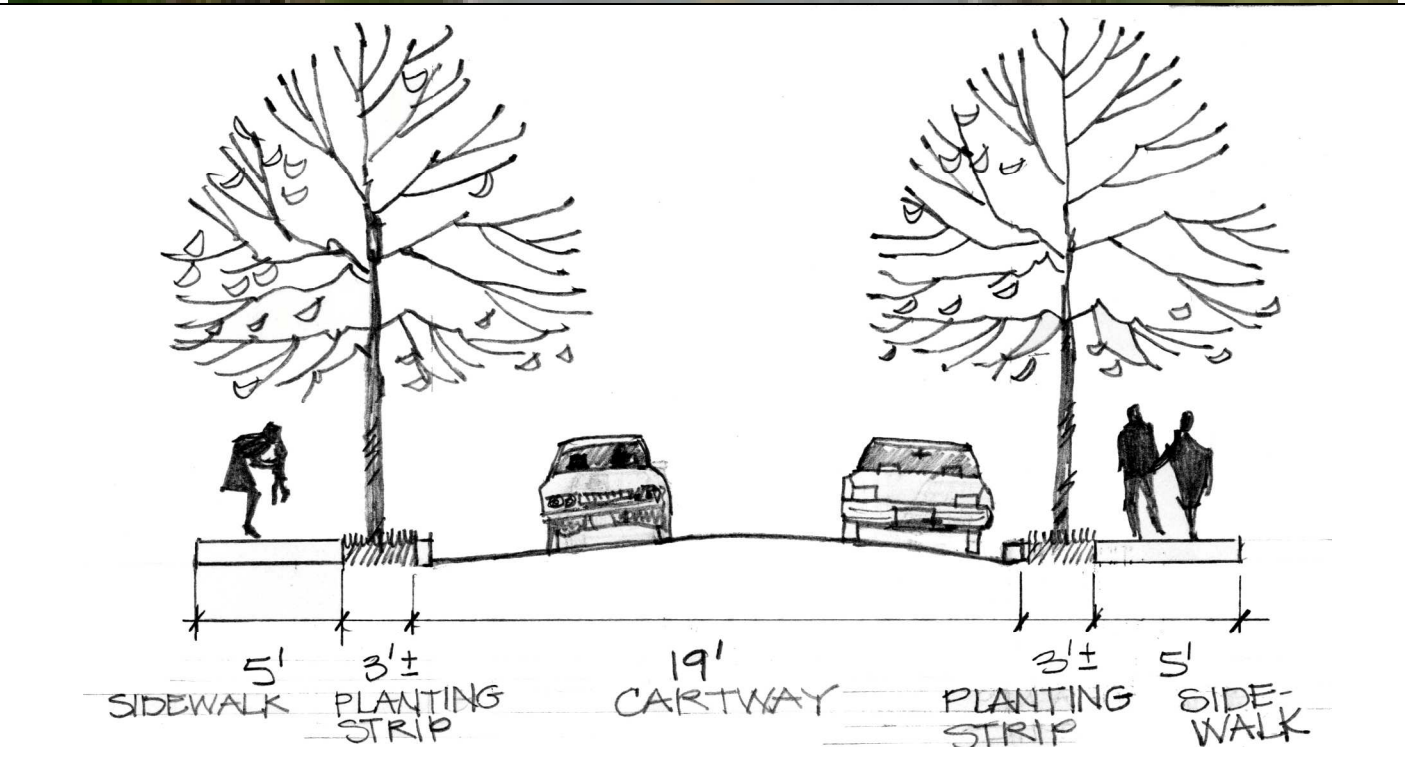 5' 3'± 19' 3'± 5'
SIDEWALK PLANTING CARTWAY PLANTING SIDE-
STRIP STRIP WALK